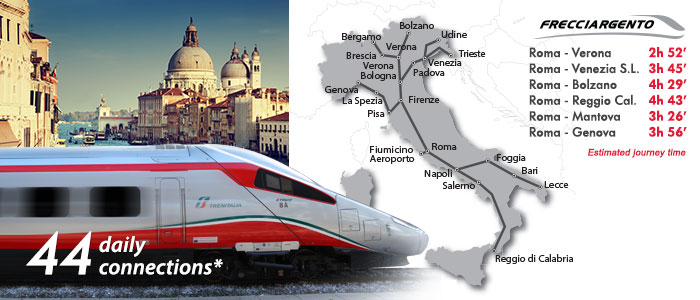 FRECCIARGENTO
Roma - Verona 2h 52'
Roma - Venezia S.L. 3h 45'
Roma - Bolzano 4h 29'
Roma - Reggio Cal. 4h 43'
Roma - Mantova 3h 26'
Roma - Genova 3h 56'
Estimated journey time
Bolzano
Bergamo
Udine
Verona
Trieste
Brescia
Venezia
Verona
Padova
Bologna
Genova
La Spezia
Firenze
Pisa
Fiumicino
Aeroporto
Roma
Foggia
Napoli
Bari
Salerno
Lecce
Reggio di Calabria
TRENITALIA
44 daily
connections*